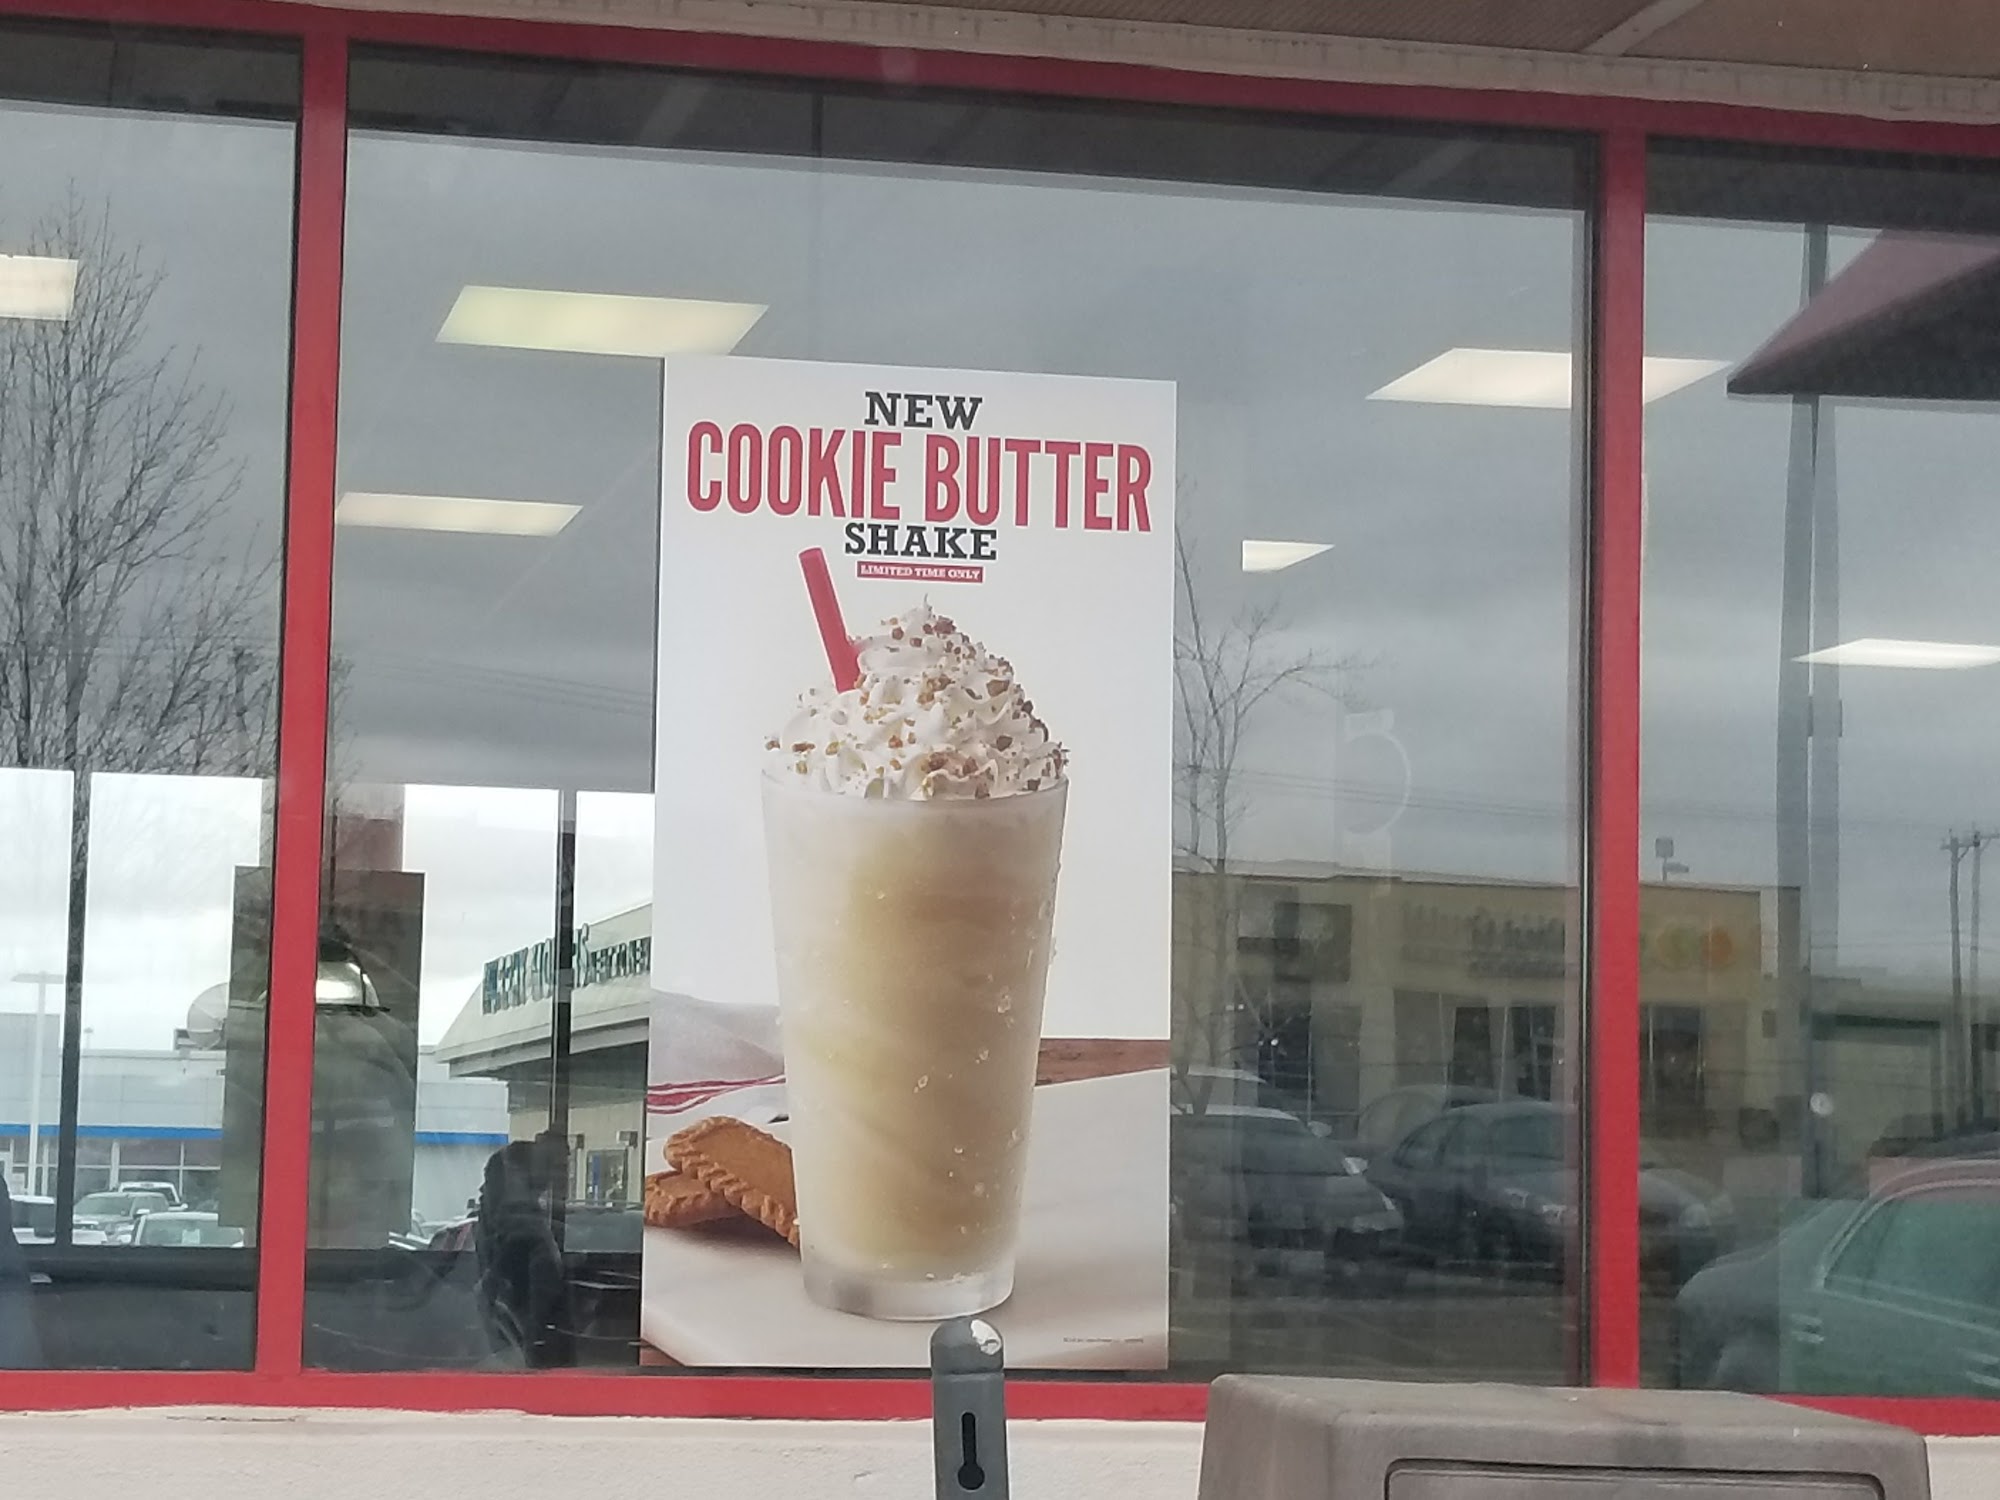 NEW
COOKIE BUTTER
SHAKE
LIMITED TIME ONLY